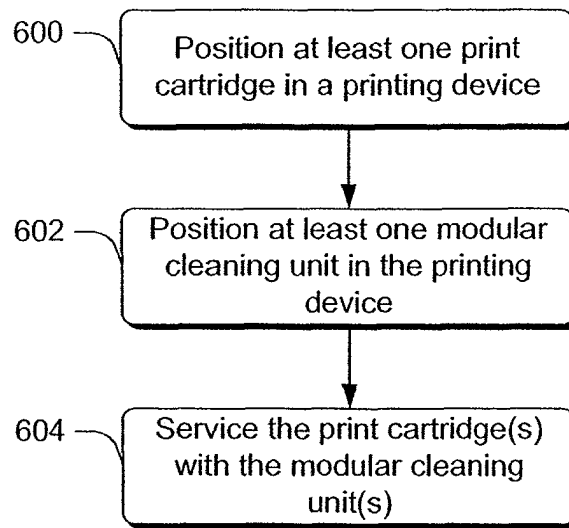 600
Position at least one print
cartridge in a printing device
602
Position at least one modular
cleaning unit in the printing
device
604
Service the print cartridge(s)
with the modular cleaning
unit(s)